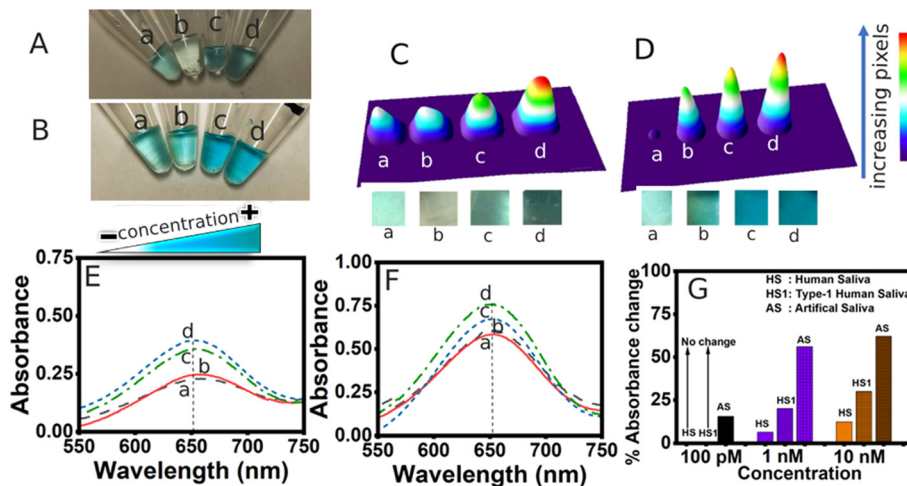 A
a
b
c
d
B
a
b
c
d
C
a
b
c
d
a
b
c
d
D
a
b
c
d
a
b
c
d
increasing pixels
concentration
E
Absorbance
0.75
0.50
0.25
0.00
d
c
b
a
550 600 650 700 750
Wavelength (nm)
F
Absorbance
1.00
0.75
0.50
0.25
0.00
d
c
b
a
550 600 650 700 750
Wavelength (nm)
G
% Absorbance change
100
75
50
25
0
HS : Human Saliva
HS1: Type-1 Human Saliva
AS : Artifical Saliva
No change
HS HS1 AS
HS HS1 AS
HS HS1 AS
100 pM 1 nM 10 nM
Concentration